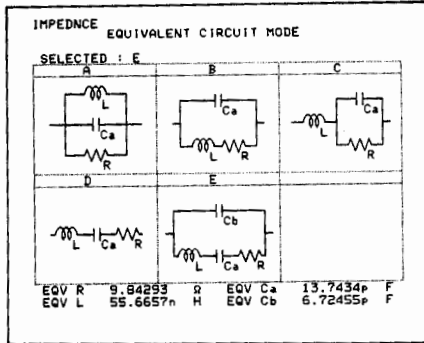 IMPEDNCE
EQUIVALENT CIRCUIT MODE
SELECTED : E
A B C
L Ca R
Ca L R
L Ca R
D E
L Ca R
Cb L Ca R
EQV R 9.84293 Ω EQV Ca 13.7434p F
EQV L 55.6657n H EQV Cb 6.72455p F